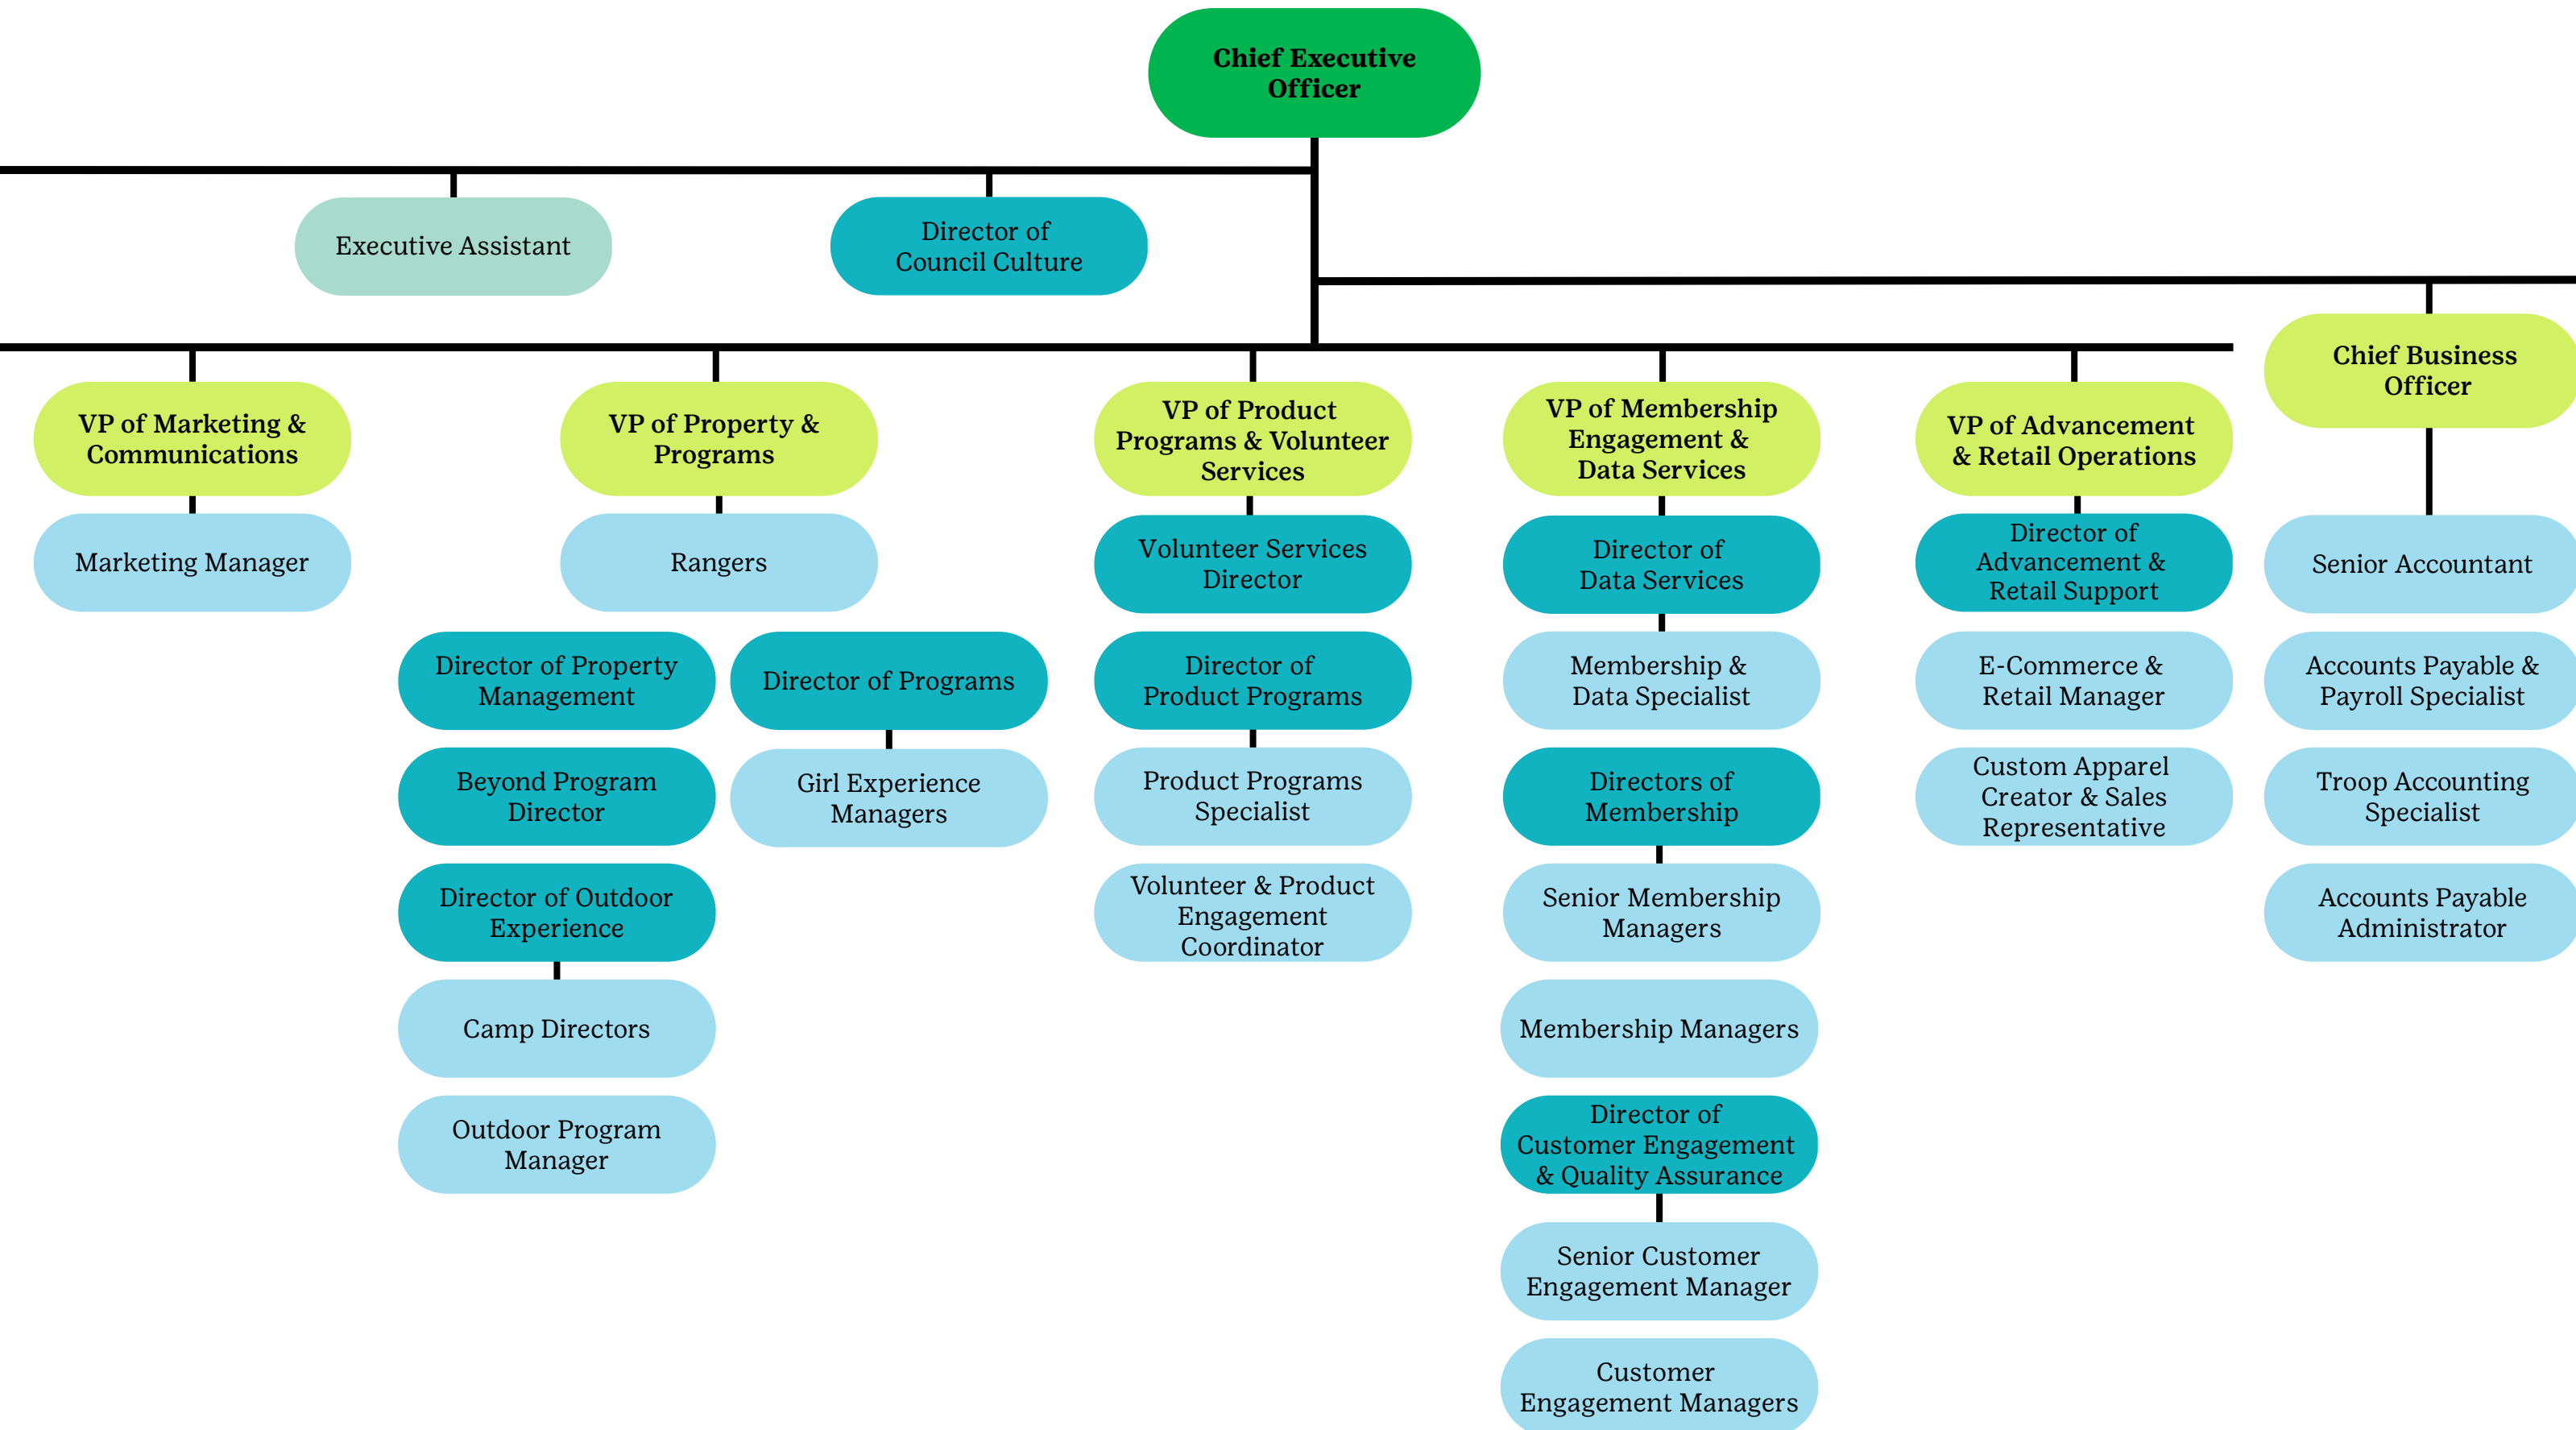 Chief Executive
Officer
Executive Assistant
Director of
Council Culture
Chief Business
Officer
VP of Marketing &
Communications
VP of Property &
Programs
VP of Product
Programs & Volunteer
Services
VP of Membership
Engagement &
Data Services
VP of Advancement
& Retail Operations
Marketing Manager
Rangers
Volunteer Services
Director
Director of
Data Services
Director of
Advancement &
Retail Support
Senior Accountant
Director of Property
Management
Director of Programs
Director of
Product Programs
Membership &
Data Specialist
E-Commerce &
Retail Manager
Accounts Payable &
Payroll Specialist
Beyond Program
Director
Girl Experience
Managers
Product Programs
Specialist
Directors of
Membership
Custom Apparel
Creator & Sales
Representative
Troop Accounting
Specialist
Director of Outdoor
Experience
Volunteer & Product
Engagement
Coordinator
Senior Membership
Managers
Accounts Payable
Administrator
Camp Directors
Membership Managers
Outdoor Program
Manager
Director of
Customer Engagement
& Quality Assurance
Senior Customer
Engagement Manager
Customer
Engagement Managers